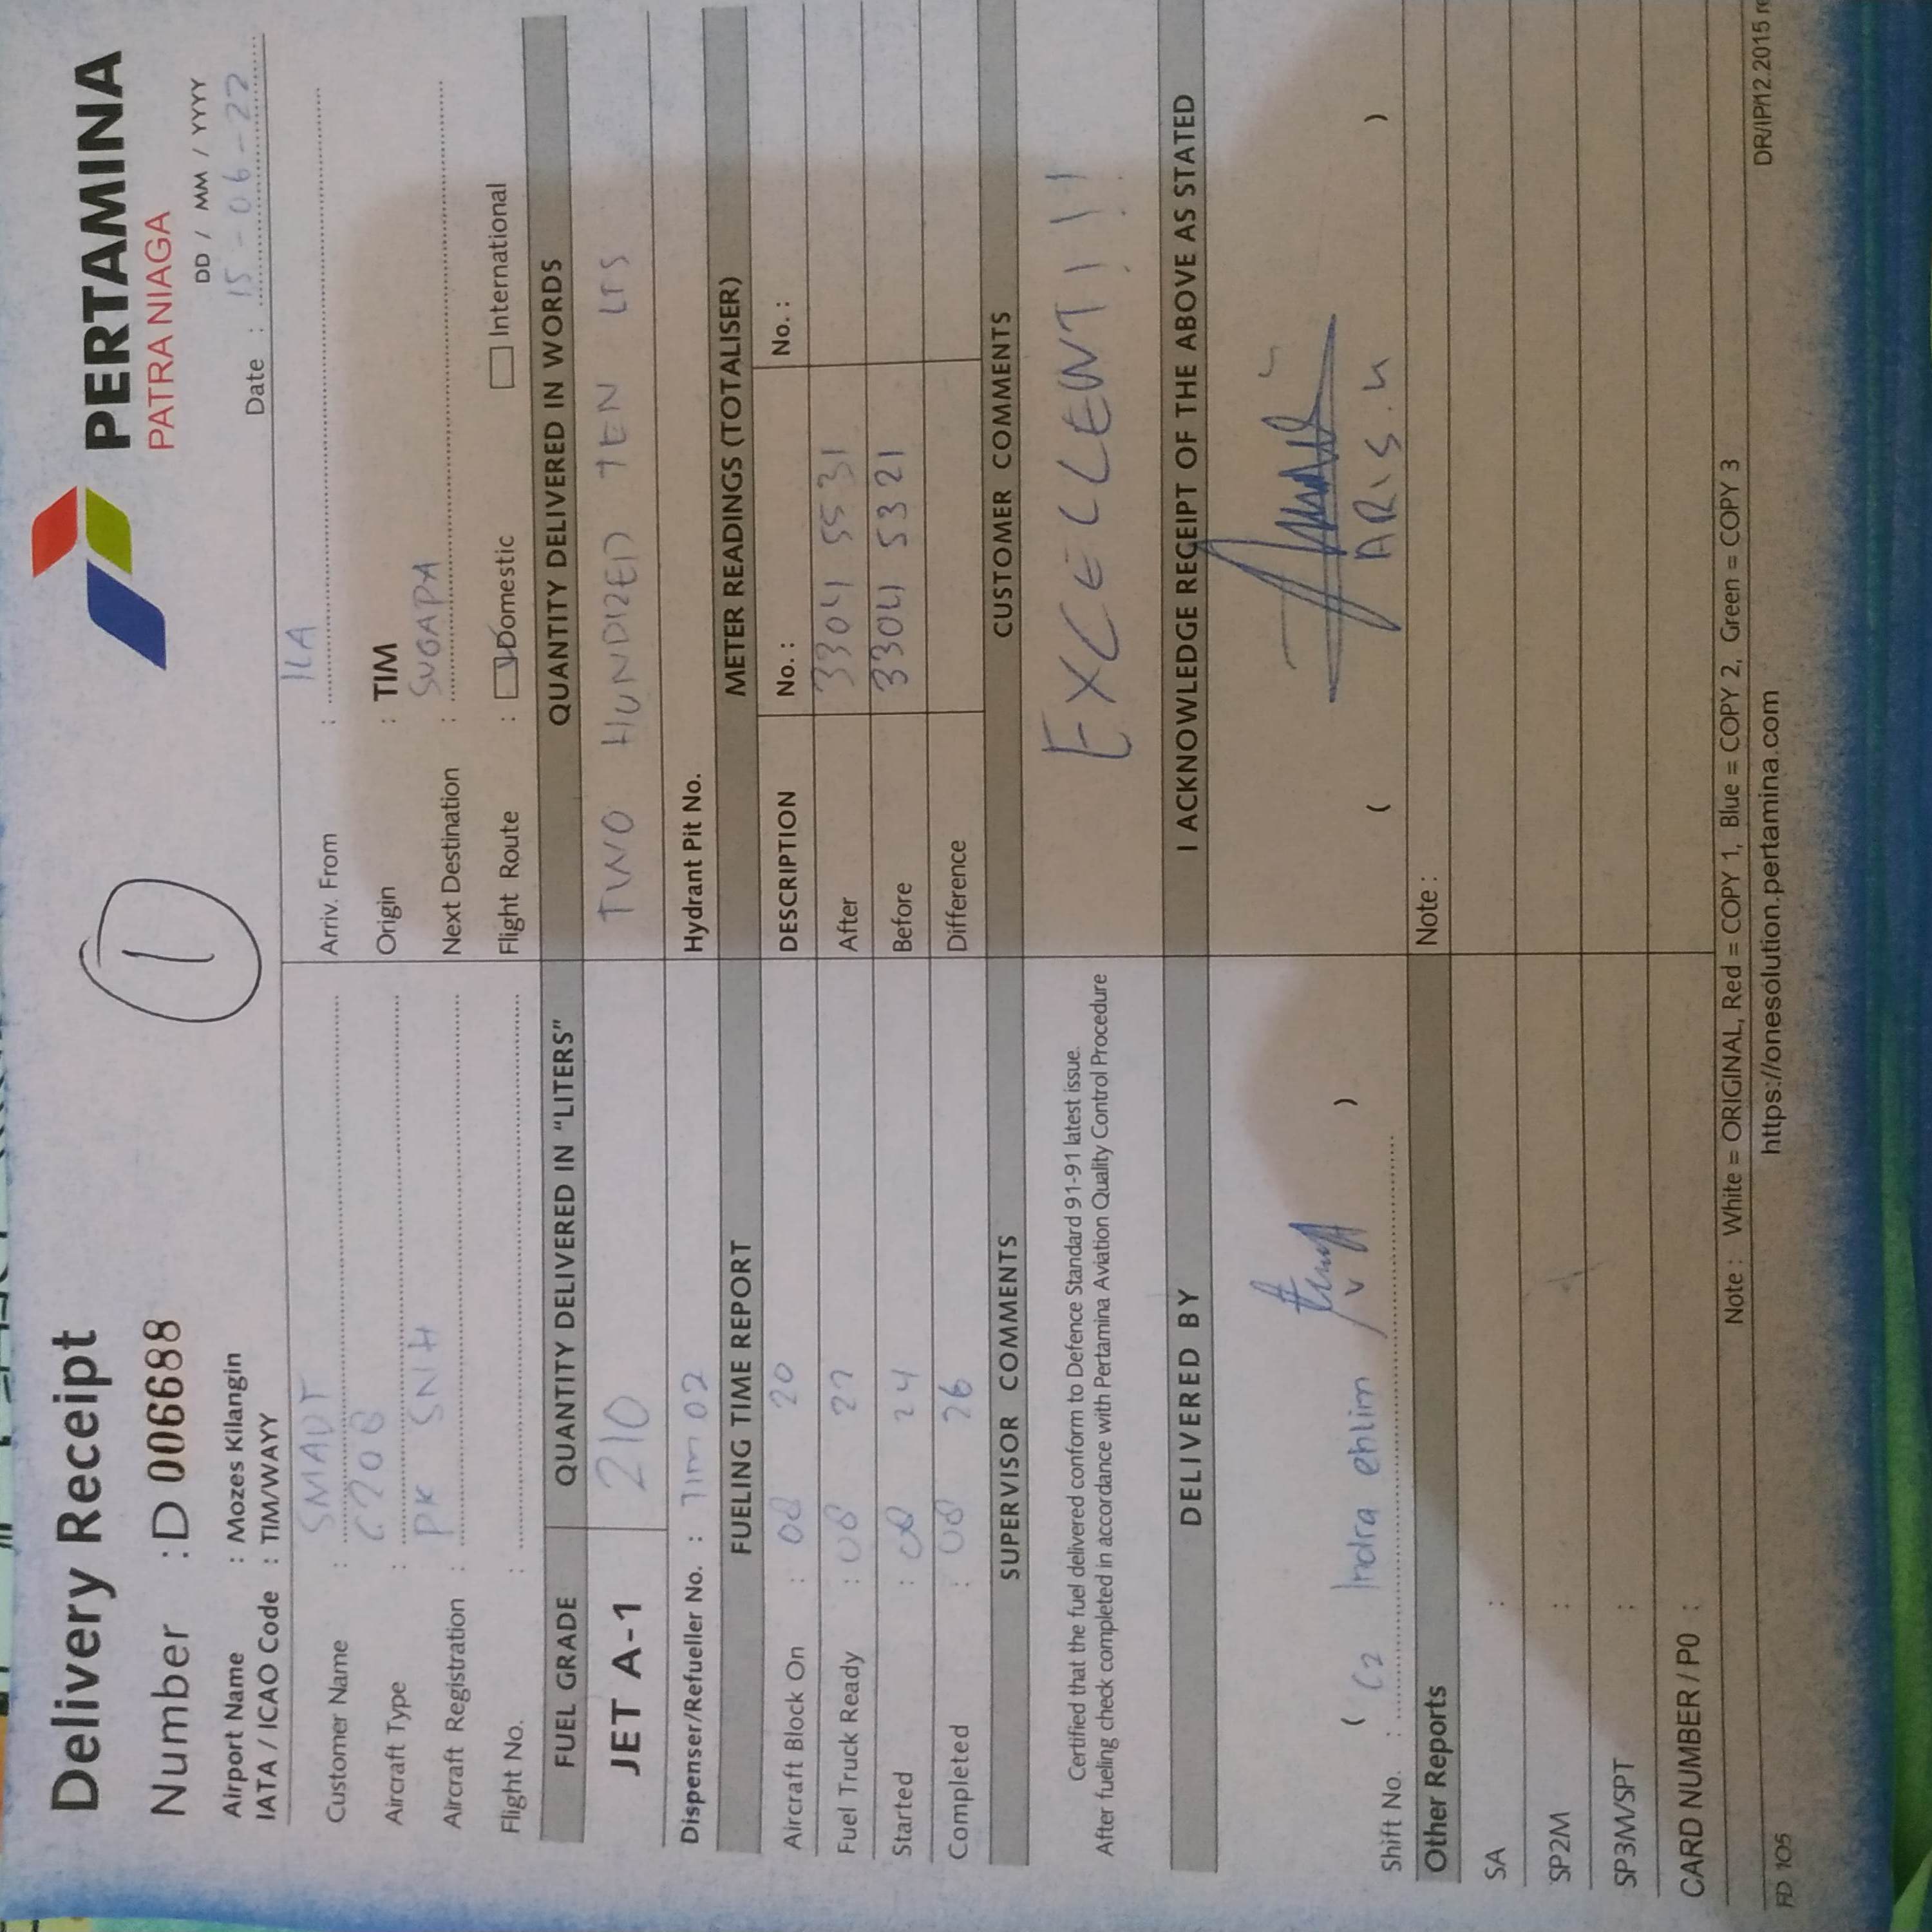 Delivery Receipt
PERTAMINA
PATRA NIAGA
Number : D 006688
1
DD / MM / YYYY
Airport Name : Mozes Kilangin
Date : 15 - 06 - 22
IATA / ICAO Code : TIM/WAYY
Customer Name : SMART
Arriv. From : ILA
Aircraft Type : C208
Origin : TIM
Aircraft Registration : PK SNH
Next Destination : SUGAPA
Flight No. :
Flight Route : Domestic International
FUEL GRADE QUANTITY DELIVERED IN "LITERS" QUANTITY DELIVERED IN WORDS
JET A-1 210 TWO HUNDRED TEN LTS
Dispenser/Refueller No. : TIM 02
Hydrant Pit No.
FUELING TIME REPORT METER READINGS (TOTALISER)
Aircraft Block On : 08 20
DESCRIPTION No. : No. :
Fuel Truck Ready : 08 22
After 3304 5531
Started : 08 24
Before 3304 5321
Completed : 08 26
Difference
SUPERVISOR COMMENTS CUSTOMER COMMENTS
Certified that the fuel delivered conform to Defence Standard 91-91 latest issue.
After fueling check completed in accordance with Pertamina Aviation Quality Control Procedure
EXCELLENT!!!
DELIVERED BY I ACKNOWLEDGE RECEIPT OF THE ABOVE AS STATED
( )
Shift No. : C2 Indra ehlim
( ARIS.H )
Other Reports Note :
SA :
SP2M :
SP3M/SPT :
CARD NUMBER / PO :
Note : White = ORIGINAL, Red = COPY 1, Blue = COPY 2, Green = COPY 3
FD 105
https://onesolution.pertamina.com
DR/IP/12.2015 re